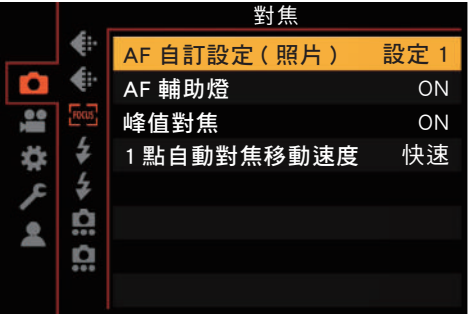 對焦
AF 自訂設定 ( 照片 ) 設定 1
AF 輔助燈 ON
FOCUS 峰值對焦 ON
1 點自動對焦移動速度 快速